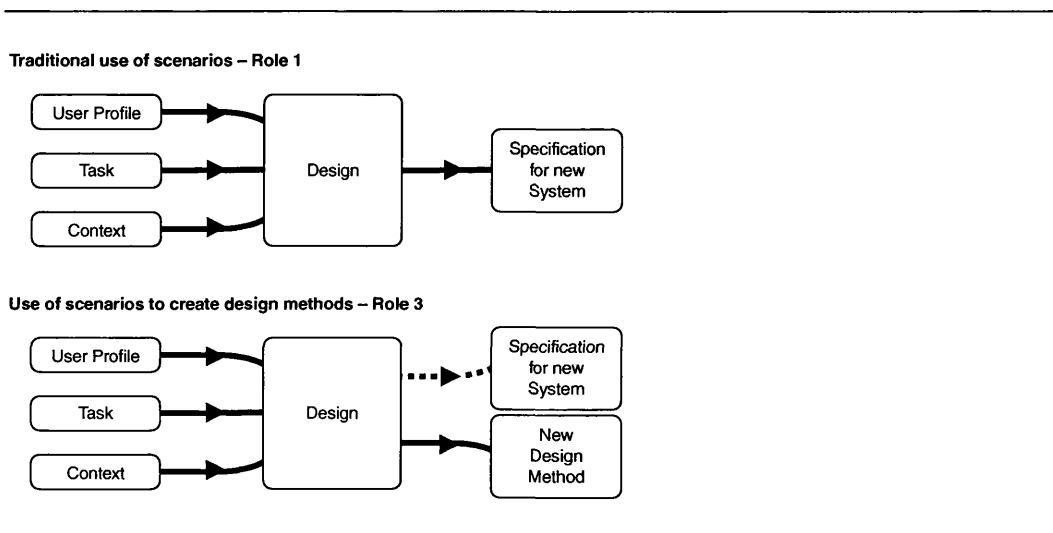 Traditional use of scenarios – Role 1
User Profile
Task
Context
Design
Specification
for new
System
Use of scenarios to create design methods – Role 3
User Profile
Task
Context
Design
Specification
for new
System
New
Design
Method